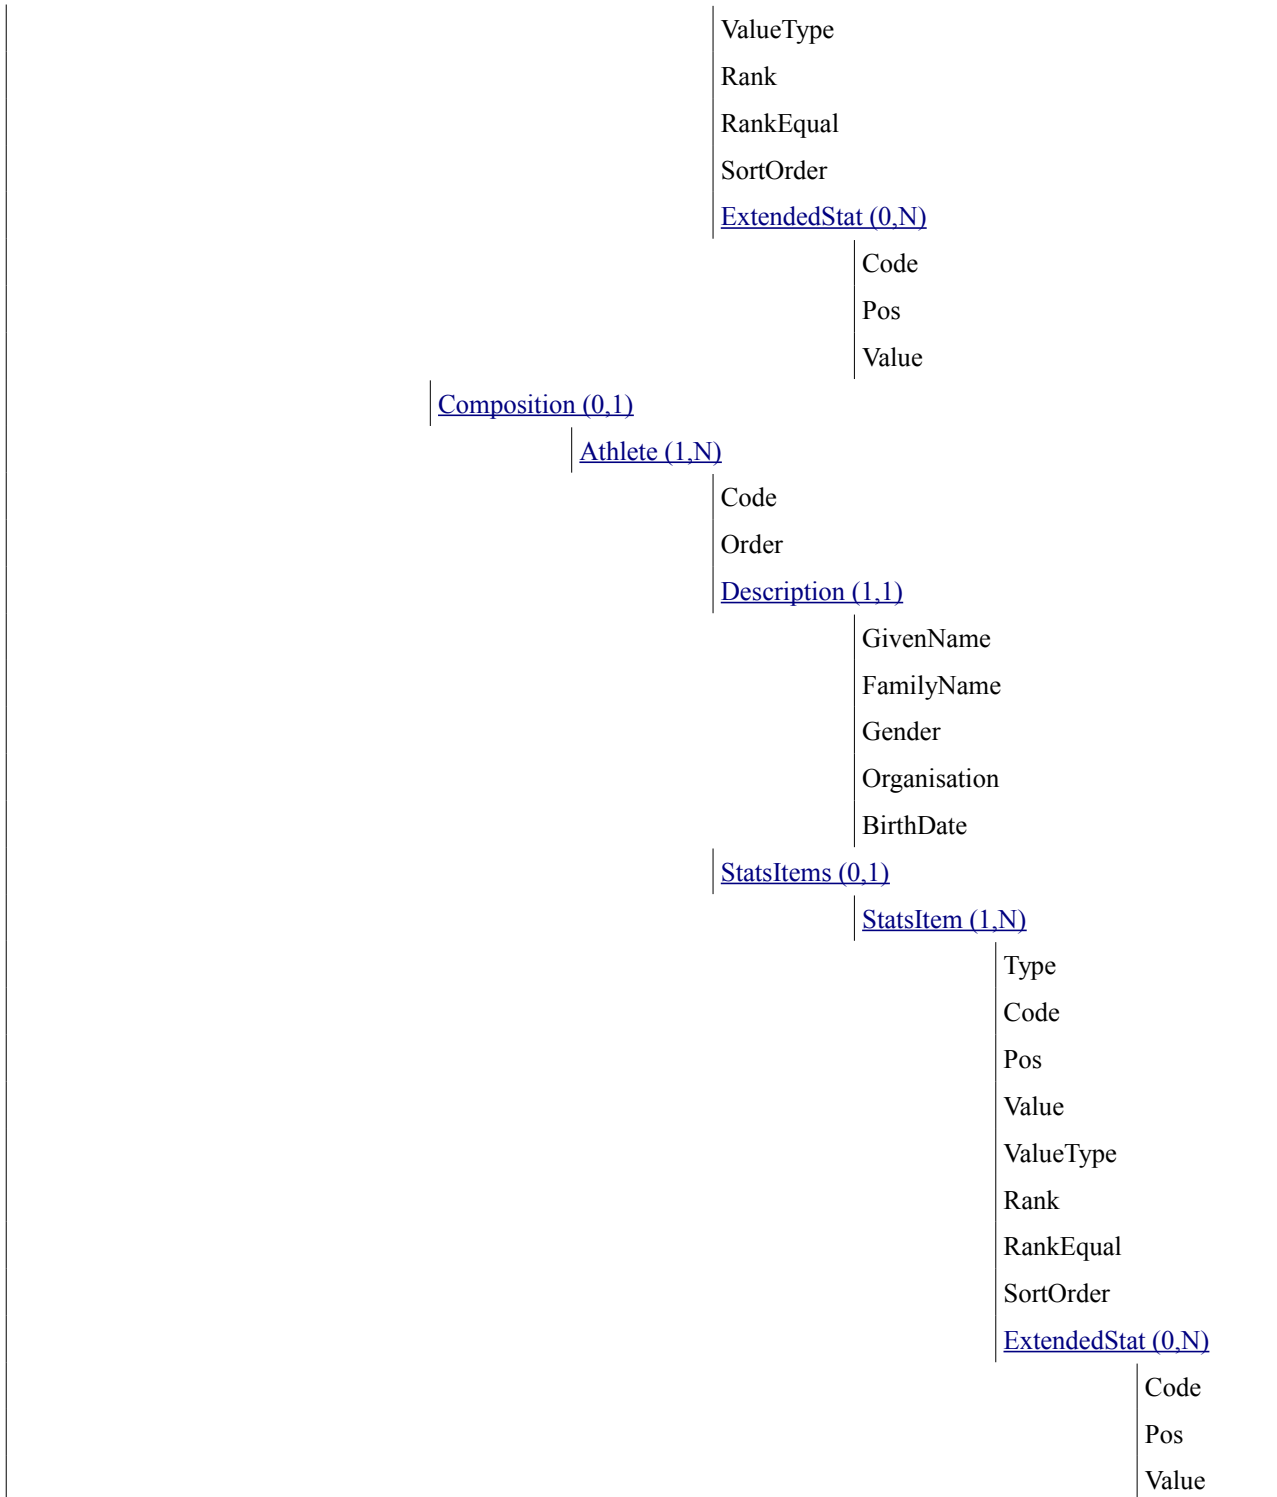 ValueType
Rank
RankEqual
SortOrder
ExtendedStat (0,N)
Code
Pos
Value
Composition (0,1)
Athlete (1,N)
Code
Order
Description (1,1)
GivenName
FamilyName
Gender
Organisation
BirthDate
StatsItems (0,1)
StatsItem (1,N)
Type
Code
Pos
Value
ValueType
Rank
RankEqual
SortOrder
ExtendedStat (0,N)
Code
Pos
Value